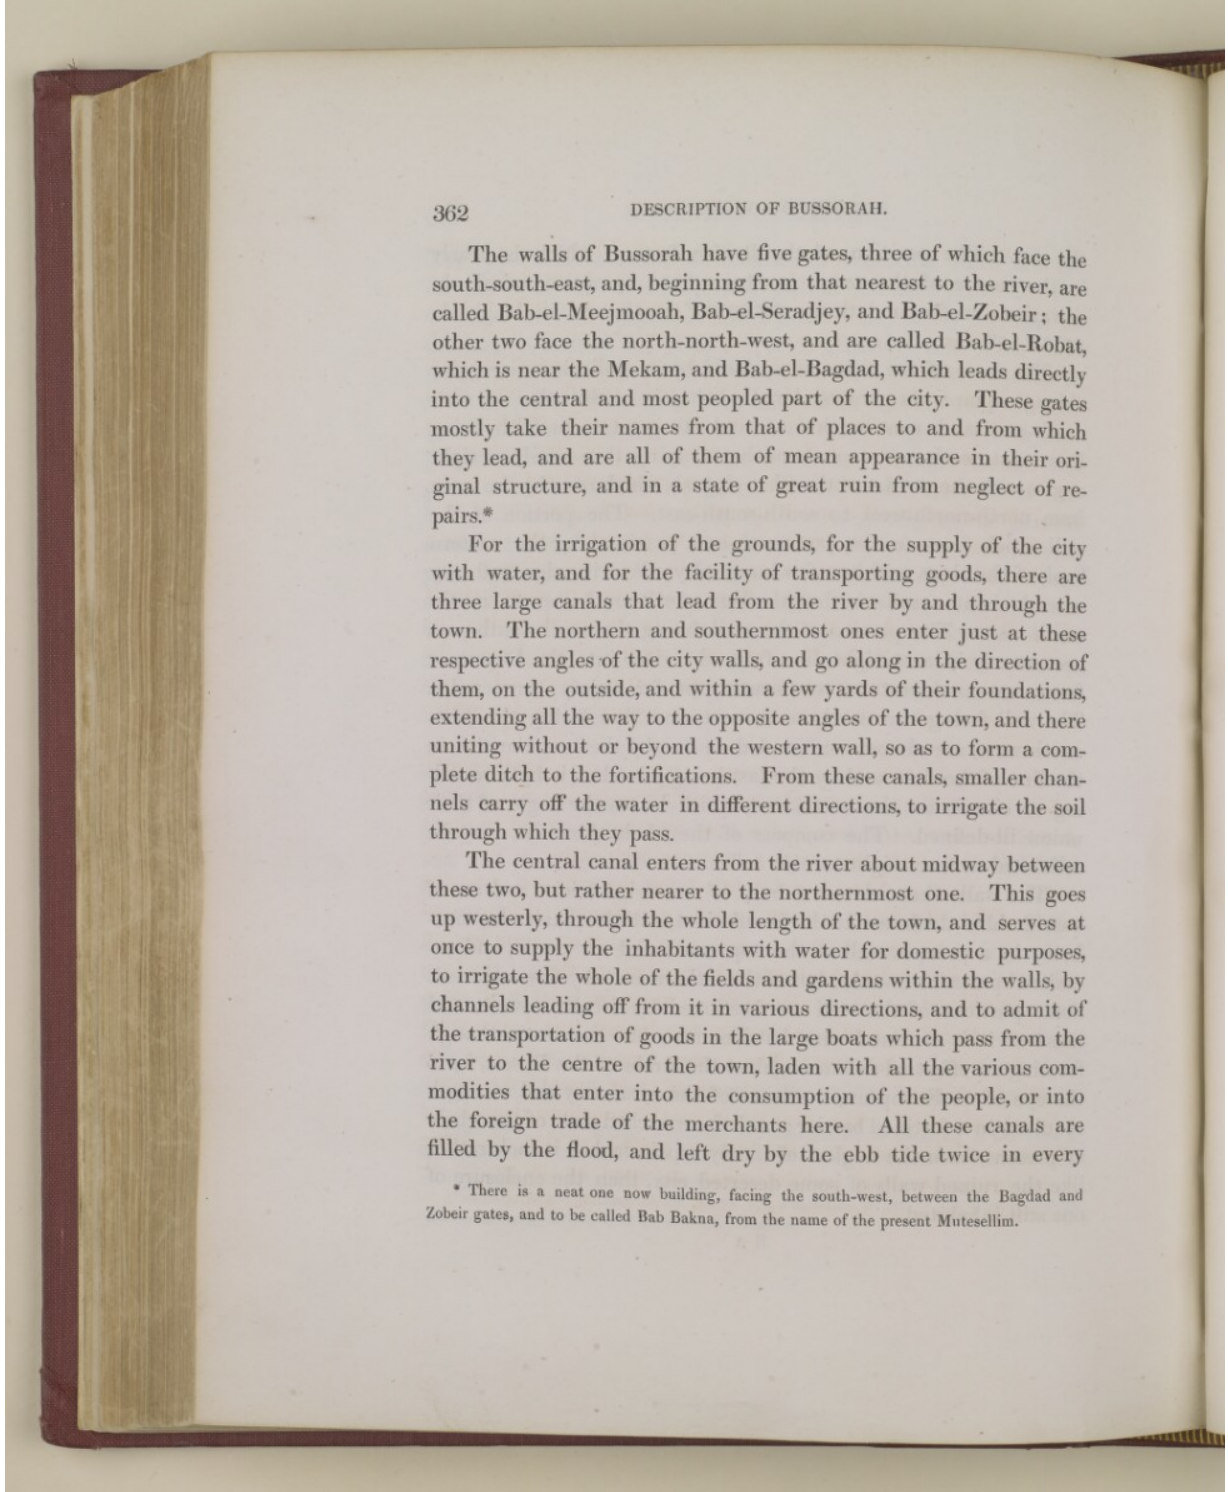 362
DESCRIPTION OF BUSSORAH.
The walls of Bussorah have five gates, three of which face the
south-south-east, and, beginning from that nearest to the river, are
called Bab-el-Meejmooah, Bab-el-Seradjey, and Bab-el-Zobeir; the
other two face the north-north-west, and are called Bab-el-Robat,
which is near the Mekam, and Bab-el-Bagdad, which leads directly
into the central and most peopled part of the city. These gates
mostly take their names from that of places to and from which
they lead, and are all of them of mean appearance in their ori-
ginal structure, and in a state of great ruin from neglect of re-
pairs.*
For the irrigation of the grounds, for the supply of the city
with water, and for the facility of transporting goods, there are
three large canals that lead from the river by and through the
town. The northern and southernmost ones enter just at these
respective angles of the city walls, and go along in the direction of
them, on the outside, and within a few yards of their foundations,
extending all the way to the opposite angles of the town, and there
uniting without or beyond the western wall, so as to form a com-
plete ditch to the fortifications. From these canals, smaller chan-
nels carry off the water in different directions, to irrigate the soil
through which they pass.
The central canal enters from the river about midway between
these two, but rather nearer to the northernmost one. This goes
up westerly, through the whole length of the town, and serves at
once to supply the inhabitants with water for domestic purposes,
to irrigate the whole of the fields and gardens within the walls, by
channels leading off from it in various directions, and to admit of
the transportation of goods in the large boats which pass from the
river to the centre of the town, laden with all the various com-
modities that enter into the consumption of the people, or into
the foreign trade of the merchants here. All these canals are
filled by the flood, and left dry by the ebb tide twice in every
* There is a neat one now building, facing the south-west, between the Bagdad and
Zobeir gates, and to be called Bab Bakna, from the name of the present Mutesellim.